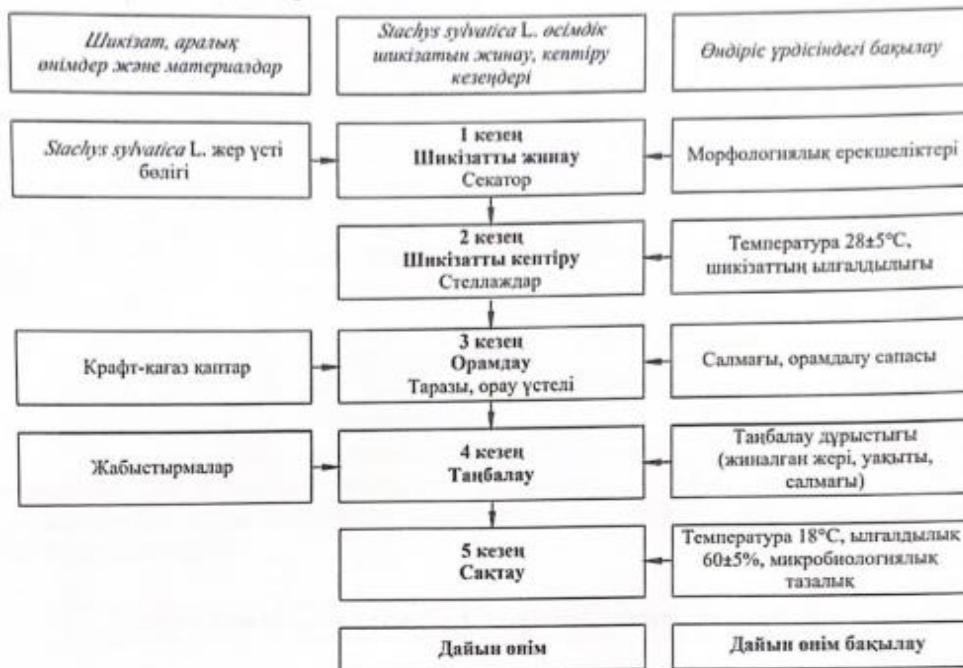 Шикізат, аралық
өнімдер және материалдар
Stachys sylvatica L. өсімдік
шикізатын жинау, кептіру
кезеңдері
Өндіріс үрдісіндегі бақылау
Stachys sylvatica L. жер үсті
бөлігі
1 кезең
Шикізатты жинау
Секатор
Морфологиялық ерекшеліктері
2 кезең
Шикізатты кептіру
Стеллаждар
Температура 28±5°С,
шикізаттың ылғалдылығы
Крафт-қағаз қаптар
3 кезең
Орамдау
Таразы, орау үстелі
Салмағы, орамдалу сапасы
Жабыстырмалар
4 кезең
Таңбалау
Таңбалау дұрыстығы
(жиналған жері, уақыты,
салмағы)
5 кезең
Сақтау
Температура 18°С, ылғалдылық
60±5%, микробиологиялық
тазалық
Дайын өнім
Дайын өнім бақылау